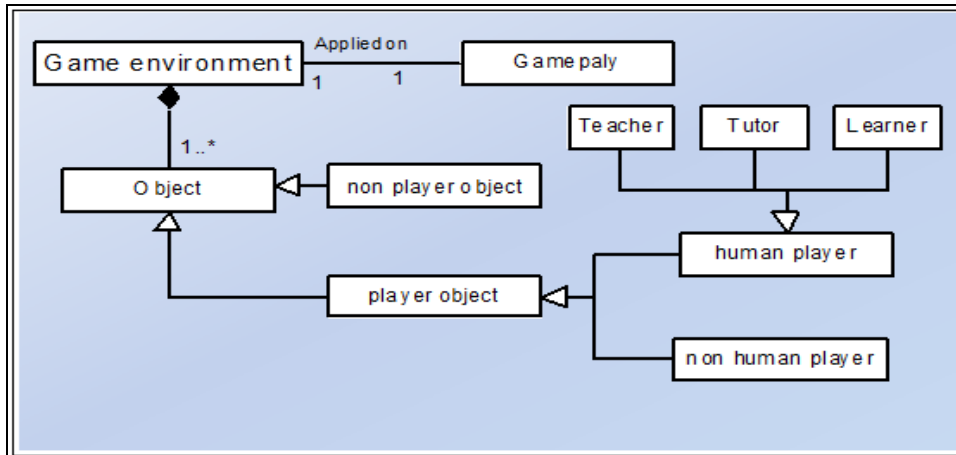 Game environment
Applied on
1
1
Gamepaly
Teacher
Tutor
Learner
1..*
Object
non player object
human player
player object
non human player